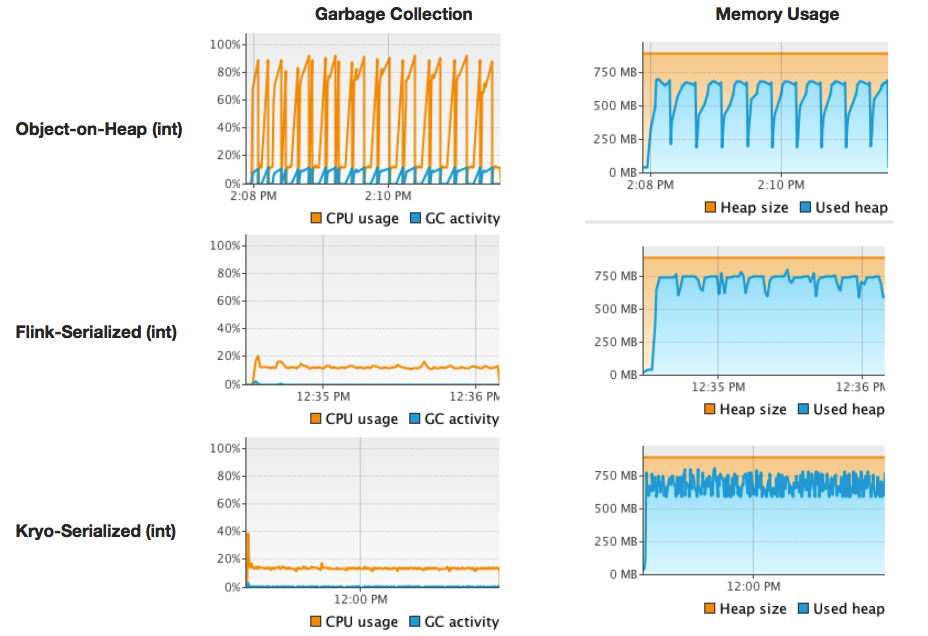 Garbage Collection Memory Usage
Object-on-Heap (int)
100%
80%
60%
40%
20%
0%
2:08 PM 2:10 PM
CPU usage GC activity
750 MB
500 MB
250 MB
0 MB
2:08 PM 2:10 PM
Heap size Used heap
Flink-Serialized (int)
100%
80%
60%
40%
20%
0%
12:35 PM 12:36 PM
CPU usage GC activity
750 MB
500 MB
250 MB
0 MB
12:35 PM 12:36 P
Heap size Used heap
Kryo-Serialized (int)
100%
80%
60%
40%
20%
0%
12:00 PM
CPU usage GC activity
750 MB
500 MB
250 MB
0 MB
12:00 PM
Heap size Used heap